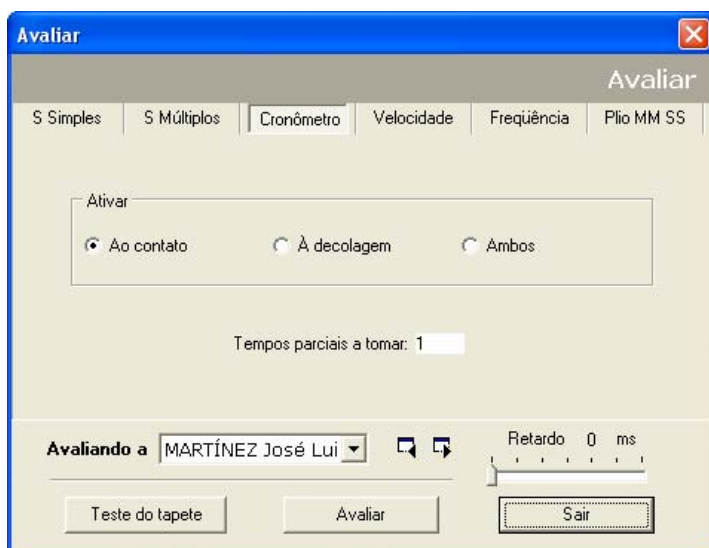 Avaliar
Avaliar
S Simples S Múltiplos Cronômetro Velocidade Freqüência Plio MM SS
Ativar
Ao contato À decolagem Ambos
Tempos parciais a tomar: 1
Avaliando a MARTÍNEZ José Lui Retardo 0 ms
Teste do tapete Avaliar Sair